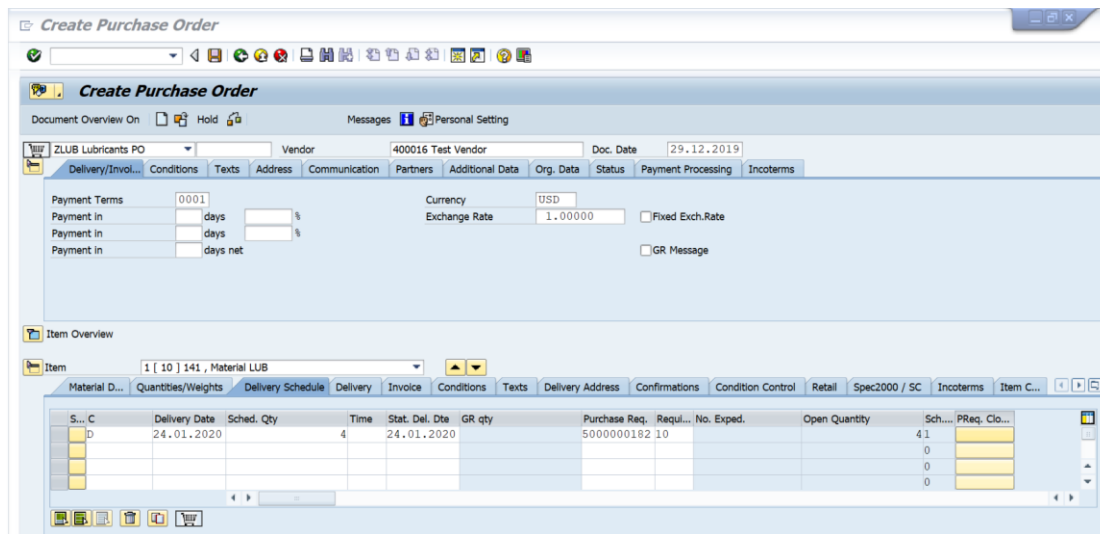 Create Purchase Order
Create Purchase Order
Document Overview On Hold Messages Personal Setting
ZLUB Lubricants PO Vendor 400016 Test Vendor Doc. Date 29.12.2019
Delivery/Invoi... Conditions Texts Address Communication Partners Additional Data Org. Data Status Payment Processing Incoterms
Payment Terms 0001 Currency USD
Payment in days % Exchange Rate 1.00000 Fixed Exch.Rate
Payment in days %
Payment in days net GR Message
Item Overview
Item 1 [ 10 ] 141 , Material LUB
Material D... Quantities/Weights Delivery Schedule Delivery Invoice Conditions Texts Delivery Address Confirmations Condition Control Retail Spec2000 / SC Incoterms Item C...
S... C Delivery Date Sched. Qty Time Stat. Del. Dte GR qty Purchase Req. Requi... No. Exped. Open Quantity Sch.... PReq. Clo...
D 24.01.2020 4 24.01.2020 5000000182 10 4 1
0
0
0